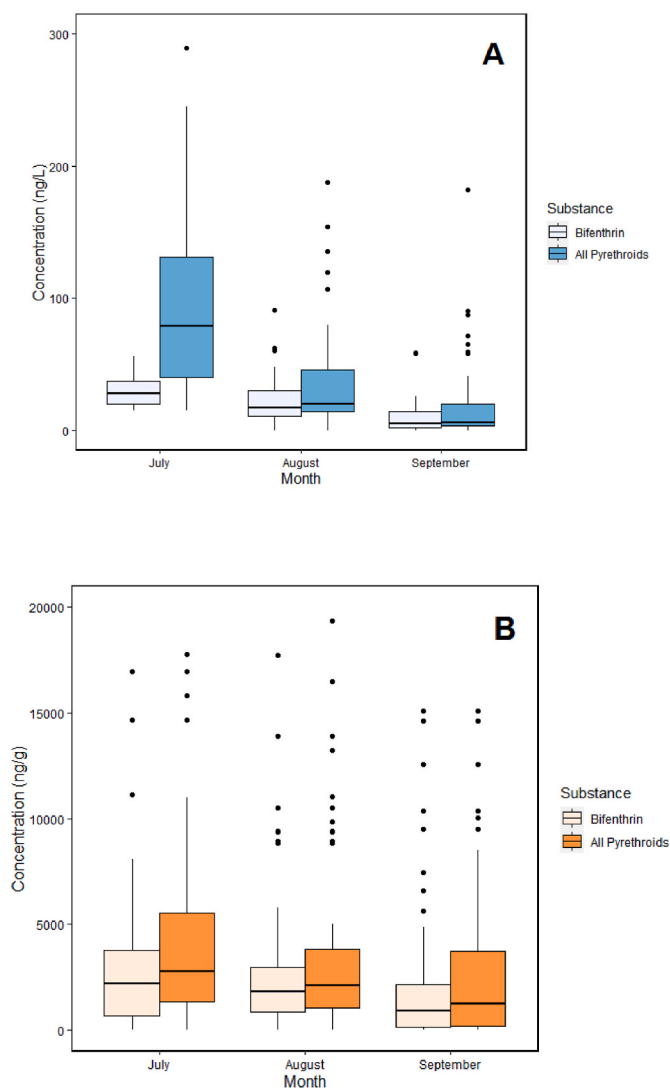 A
300
200
100
0
Concentration (ng/L)
July
August
September
Month
Substance
Bifenthrin
All Pyrethroids
B
20000
15000
10000
5000
0
Concentration (ng/g)
July
August
September
Month
Substance
Bifenthrin
All Pyrethroids